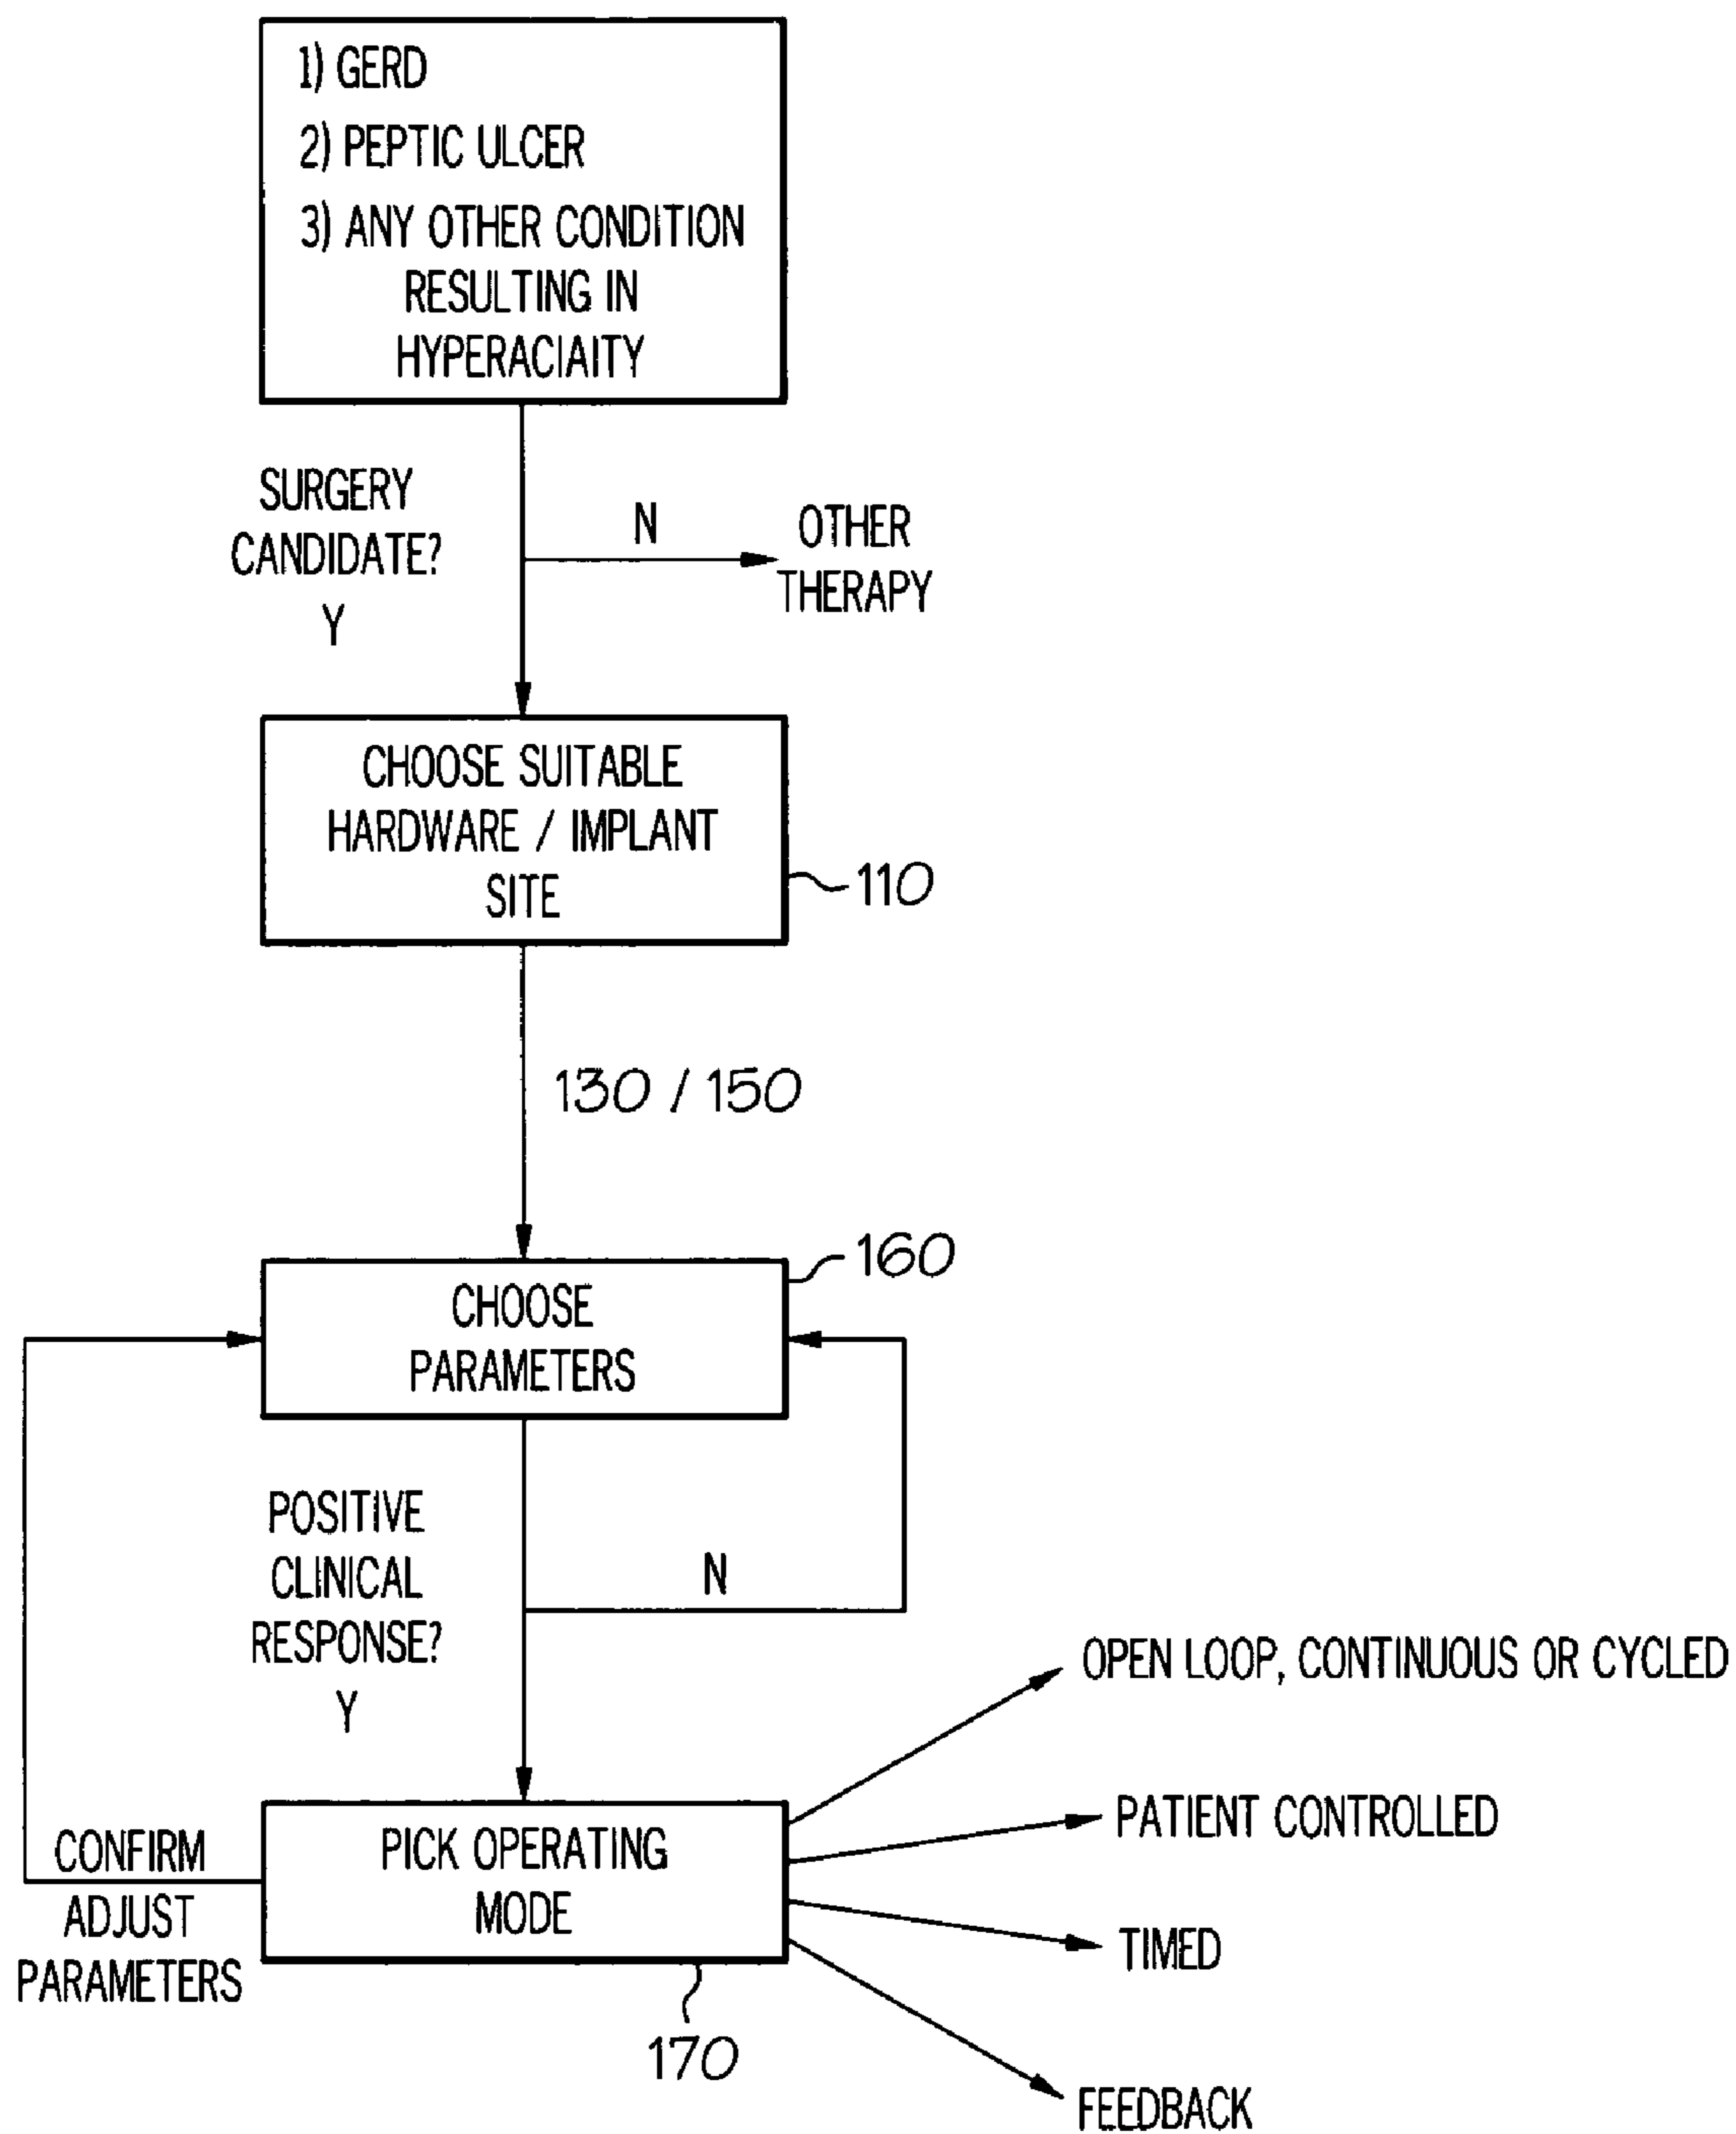 1) GERD
2) PEPTIC ULCER
3) ANY OTHER CONDITION
RESULTING IN
HYPERACIAITY
SURGERY
CANDIDATE?
Y
N
OTHER
THERAPY
CHOOSE SUITABLE
HARDWARE / IMPLANT
SITE
110
130 / 150
160
CHOOSE
PARAMETERS
POSITIVE
CLINICAL
RESPONSE?
Y
N
OPEN LOOP, CONTINUOUS OR CYCLED
PATIENT CONTROLLED
TIMED
FEEDBACK
PICK OPERATING
MODE
170
CONFIRM
ADJUST
PARAMETERS